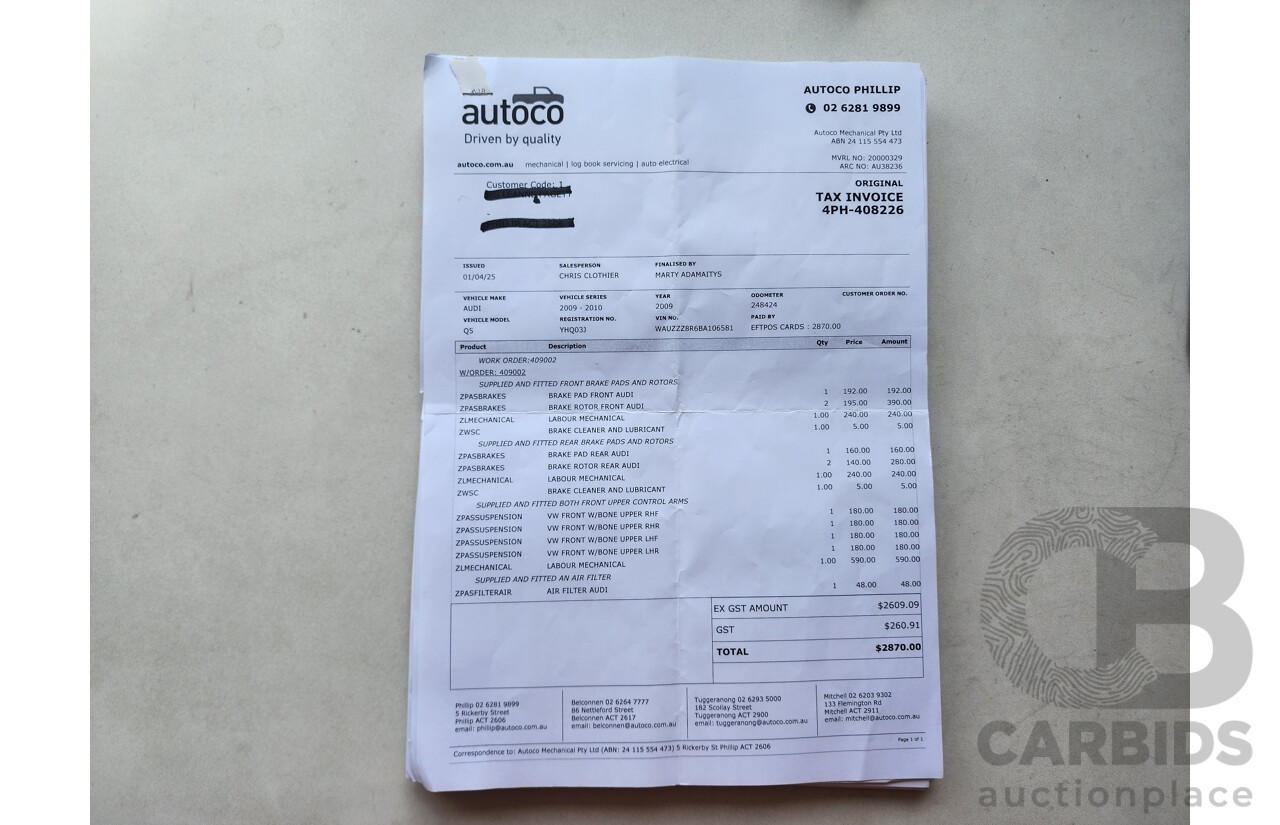 autoco
Driven by quality
autoco.com.au mechanical | log book servicing | auto electrical
AUTOCO PHILLIP
02 6281 9899
Autoco Mechanical Pty Ltd
ABN 24 115 554 473
MVRL NO: 20000329
ARC NO: AU38236
Customer Code: 1
ORIGINAL
TAX INVOICE
4PH-408226
ISSUED SALESPERSON FINALISED BY
01/04/25 CHRIS CLOTHIER MARTY ADAMAITYS
VEHICLE MAKE VEHICLE SERIES YEAR ODOMETER CUSTOMER ORDER NO.
AUDI 2009 - 2010 2009 248424
VEHICLE MODEL REGISTRATION NO. VIN NO. PAID BY
Q5 YHQ03J WAUZZZ8R6BA106581 EFTPOS CARDS : 2870.00
Product Description Qty Price Amount
WORK ORDER:409002
W/ORDER: 409002
SUPPLIED AND FITTED FRONT BRAKE PADS AND ROTORS
ZPASBRAKES BRAKE PAD FRONT AUDI 1 192.00 192.00
ZPASBRAKES BRAKE ROTOR FRONT AUDI 2 195.00 390.00
ZLMECHANICAL LABOUR MECHANICAL 1.00 240.00 240.00
ZWSC BRAKE CLEANER AND LUBRICANT 1.00 5.00 5.00
SUPPLIED AND FITTED REAR BRAKE PADS AND ROTORS
ZPASBRAKES BRAKE PAD REAR AUDI 1 160.00 160.00
ZPASBRAKES BRAKE ROTOR REAR AUDI 2 140.00 280.00
ZLMECHANICAL LABOUR MECHANICAL 1.00 240.00 240.00
ZWSC BRAKE CLEANER AND LUBRICANT 1.00 5.00 5.00
SUPPLIED AND FITTED BOTH FRONT UPPER CONTROL ARMS
ZPASSUSPENSION VW FRONT W/BONE UPPER RHF 1 180.00 180.00
ZPASSUSPENSION VW FRONT W/BONE UPPER RHR 1 180.00 180.00
ZPASSUSPENSION VW FRONT W/BONE UPPER LHF 1 180.00 180.00
ZPASSUSPENSION VW FRONT W/BONE UPPER LHR 1 180.00 180.00
ZLMECHANICAL LABOUR MECHANICAL 1.00 590.00 590.00
SUPPLIED AND FITTED AN AIR FILTER
ZPASFILTERAIR AIR FILTER AUDI 1 48.00 48.00
EX GST AMOUNT $2609.09
GST $260.91
TOTAL $2870.00
Phillip 02 6281 9899
5 Rickerby Street
Phillip ACT 2606
email: phillip@autoco.com.au
Belconnen 02 6264 7777
86 Nettleford Street
Belconnen ACT 2617
email: belconnen@autoco.com.au
Tuggeranong 02 6293 5000
182 Scollay Street
Tuggeranong ACT 2900
email: tuggeranong@autoco.com.au
Mitchell 02 6203 9302
133 Flemington Rd
Mitchell ACT 2911
email: mitchell@autoco.com.au
Page 1 of 1
Correspondence to: Autoco Mechanical Pty Ltd (ABN: 24 115 554 473) 5 Rickerby St Phillip ACT 2606
CB
CARBIDS
auctionplace